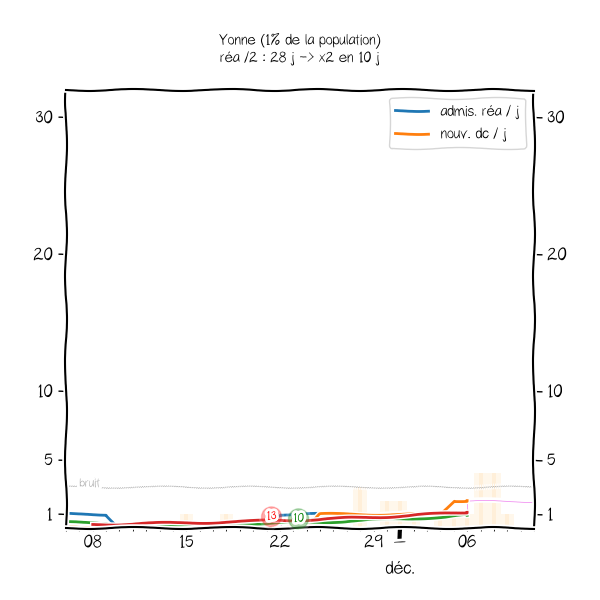 Yonne (1% de la population)
réa /2 : 28 j -> x2 en 10 j
admis. réa / j
nouv. dc / j
30
30
20
20
10
10
5
5
bruit
1
1
13
10
08
15
22
29
06
déc.